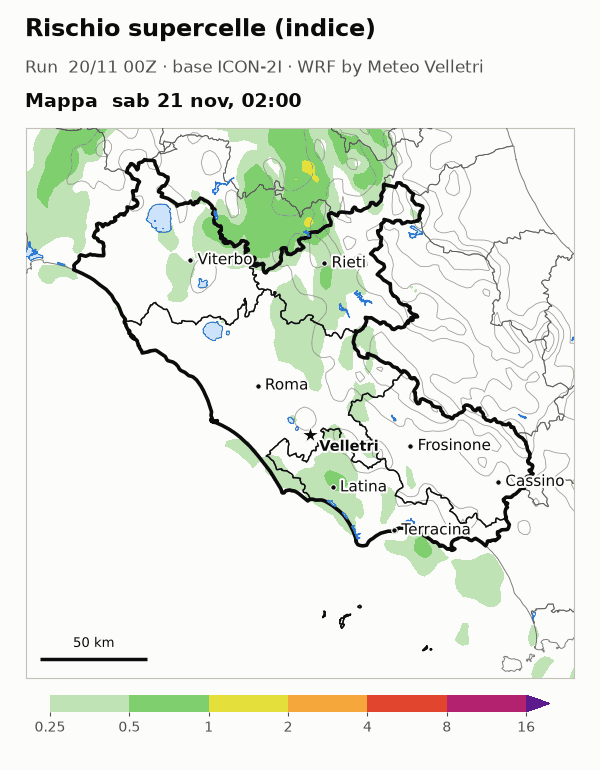 Rischio supercelle (indice)
Run  20/11 00Z · base ICON-2I · WRF by Meteo Velletri
Mappa  sab 21 nov, 02:00
Viterbo
Rieti
Roma
Velletri
Frosinone
Cassino
Latina
Terracina
50 km
0.25 0.5 1 2 4 8 16